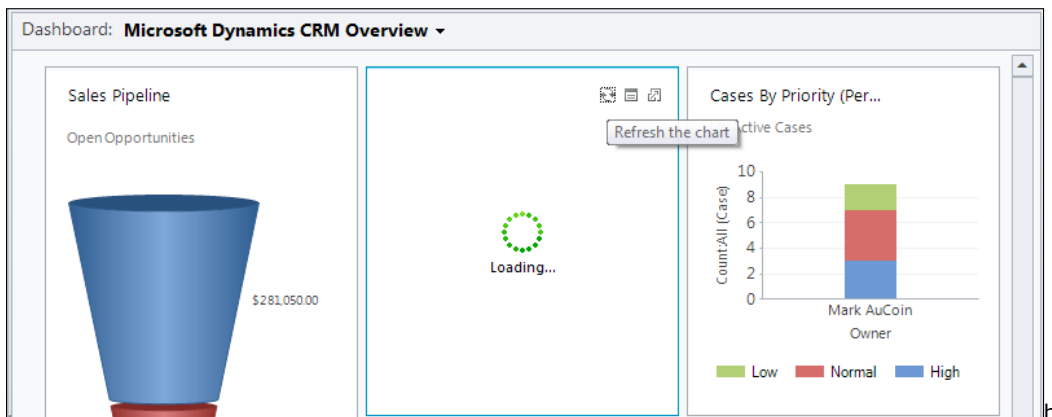 Dashboard: Microsoft Dynamics CRM Overview
Sales Pipeline
Open Opportunities
$281,050.00
Refresh the chart
Loading...
Cases By Priority (Per...
ctive Cases
Count:All (Case)
10
8
6
4
2
0
Mark AuCoin
Owner
Low Normal High